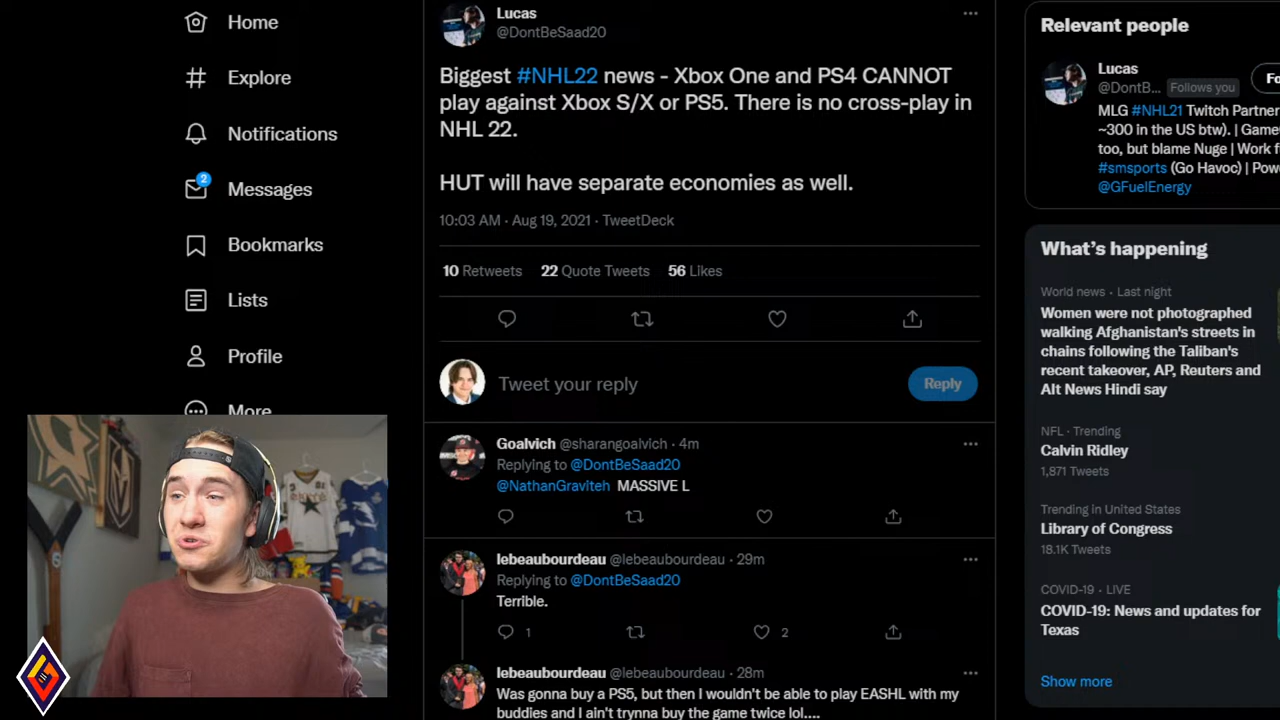 Home
Explore
Notifications
2
Messages
Bookmarks
Lists
Profile
More
Lucas
@DontBeSaad20
Biggest #NHL22 news - Xbox One and PS4 CANNOT
play against Xbox S/X or PS5. There is no cross-play in
NHL 22.
HUT will have separate economies as well.
10:03 AM · Aug 19, 2021 · TweetDeck
10 Retweets 22 Quote Tweets 56 Likes
Tweet your reply
Reply
Goalvich @sharangoalvich · 4m
Replying to @DontBeSaad20
@NathanGraviteh MASSIVE L
lebeaubourdeau @lebeaubourdeau · 29m
Replying to @DontBeSaad20
Terrible.
1 2
lebeaubourdeau @lebeaubourdeau · 28m
Was gonna buy a PS5, but then I wouldn't be able to play EASHL with my
buddies and I ain't trynna buy the game twice lol....
Relevant people
Lucas
@DontB... Follows you
Fo
MLG #NHL21 Twitch Partner
~300 in the US btw). | Game
too, but blame Nuge | Work f
#smsports (Go Havoc) | Pow
@GFuelEnergy
What's happening
World news · Last night
Women were not photographed
walking Afghanistan's streets in
chains following the Taliban's
recent takeover, AP, Reuters and
Alt News Hindi say
NFL · Trending
Calvin Ridley
1,871 Tweets
Trending in United States
Library of Congress
18.1K Tweets
COVID-19 · LIVE
COVID-19: News and updates for
Texas
Show more